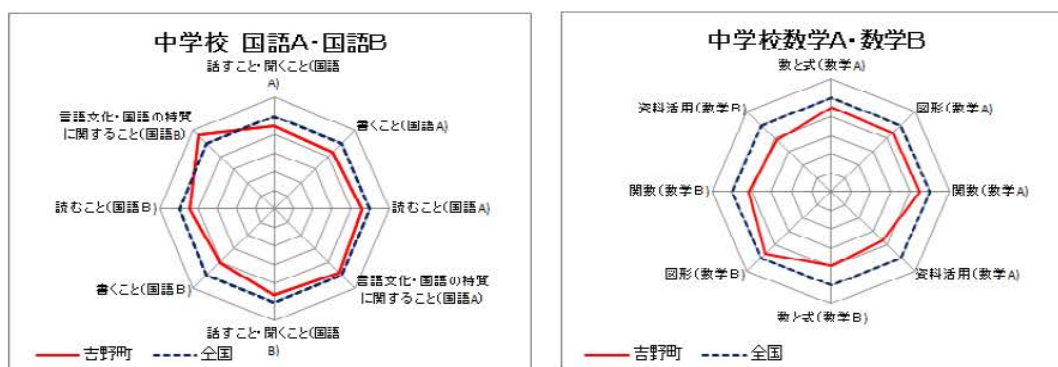 中学校 国語A・国語B
話すこと・聞くこと(国語
A)
書くこと(国語A)
読むこと(国語A)
言語文化・国語の特質
に関すること(国語A)
話すこと・聞くこと(国語
B)
書くこと(国語B)
読むこと(国語B)
言語文化・国語の特質
に関すること(国語B)
吉野町 全国
中学校数学A・数学B
数と式(数学A)
図形(数学A)
関数(数学A)
資料活用(数学A)
数と式(数学B)
図形(数学B)
関数(数学B)
資料活用(数学B)
吉野町 全国